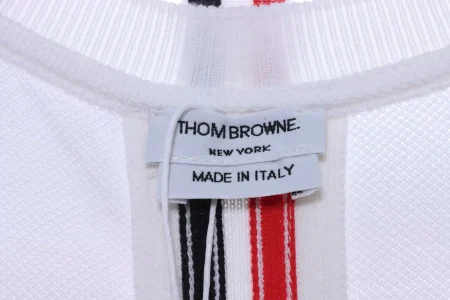 THOM BROWNE.
NEW YORK
MADE IN ITALY